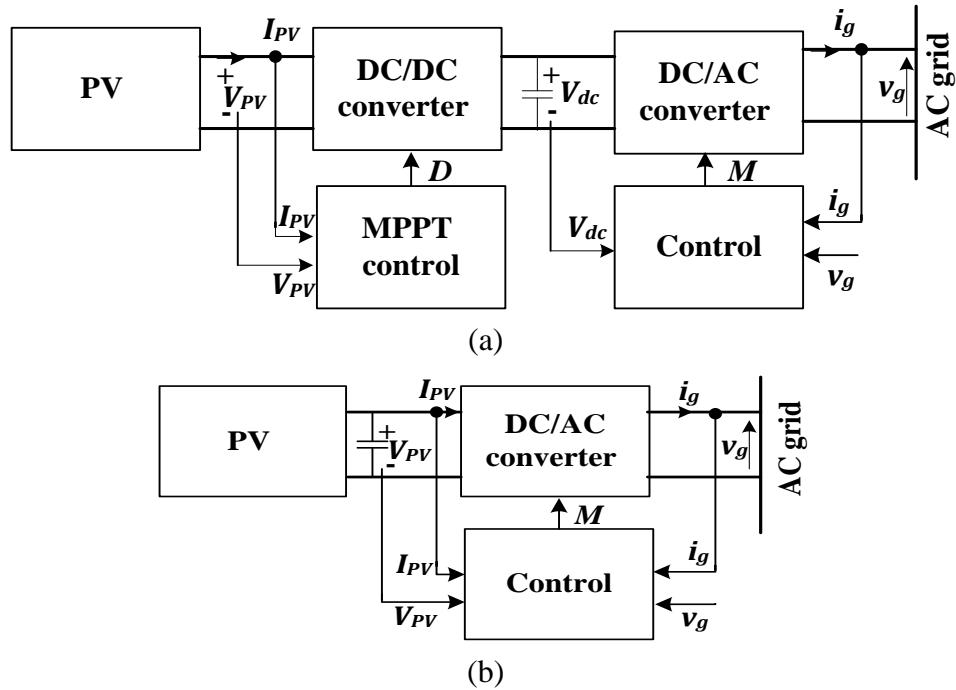 I_PV
i_g
PV
+
V_PV
-
DC/DC
converter
+
V_dc
-
DC/AC
converter
v_g
AC grid
D
M
I_PV
V_PV
MPPT
control
V_dc
Control
i_g
v_g
(a)
I_PV
i_g
PV
+
V_PV
-
DC/AC
converter
v_g
AC grid
M
I_PV
V_PV
Control
i_g
v_g
(b)